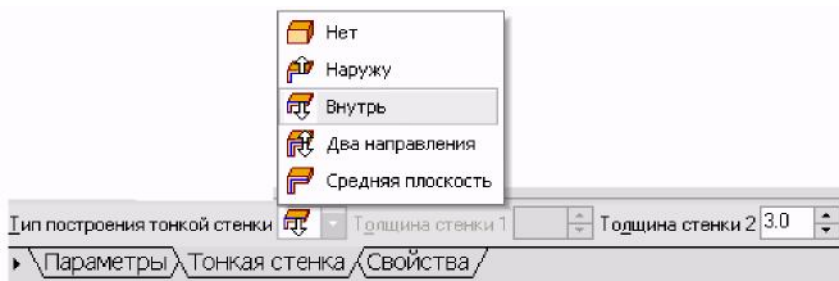 Нет
Наружу
Внутрь
Два направления
Средняя плоскость
Тип построения тонкой стенки Толщина стенки 1 Толщина стенки 2 3.0
Параметры Тонкая стенка Свойства